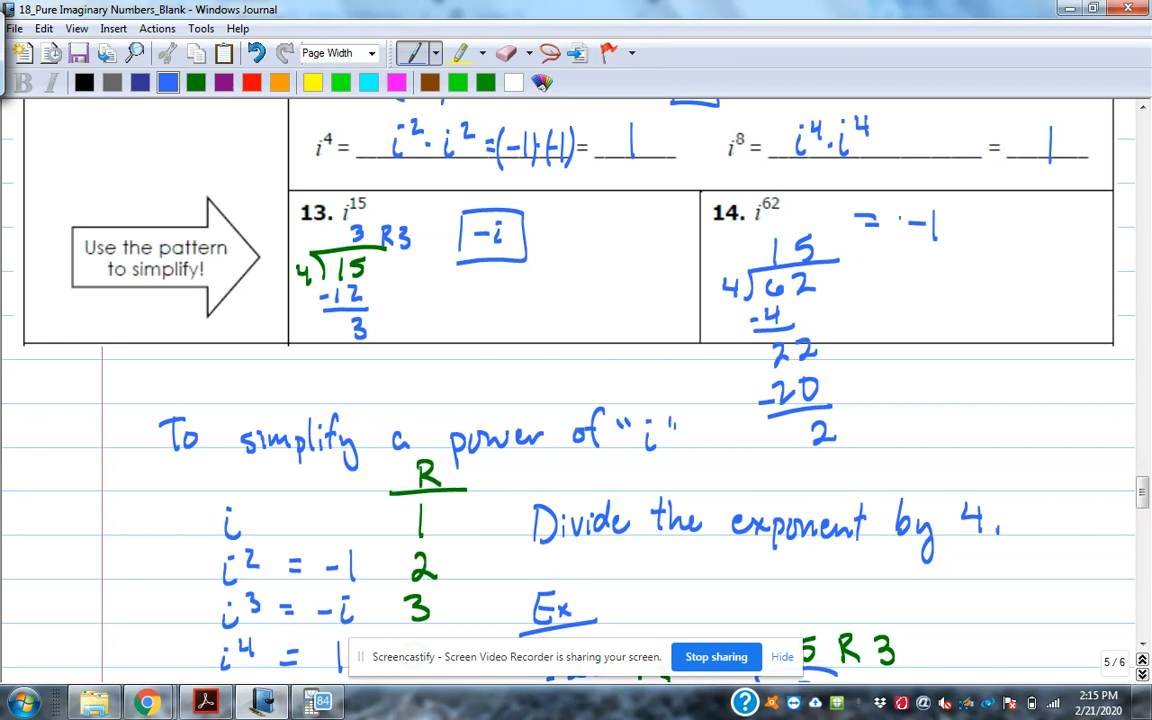 18_Pure Imaginary Numbers_Blank - Windows Journal
File Edit View Insert Actions Tools Help
Page Width
B I
i⁴ = i² · i² = (-1)·(-1) = 1
i⁸ = i⁴ · i⁴ = 1
Use the pattern
to simplify!
13. i¹⁵
3 R3
4)15
-12
3
-i
14. i⁶² = -1
15
4)62
-4
22
-20
2
To simplify a power of "i"
R
i 1
i² = -1 2
i³ = -i 3
i⁴ = 1
Divide the exponent by 4.
Ex
5 R 3
Screencastify - Screen Video Recorder is sharing your screen.
Stop sharing
Hide
5 / 6
84
2:15 PM
2/21/2020